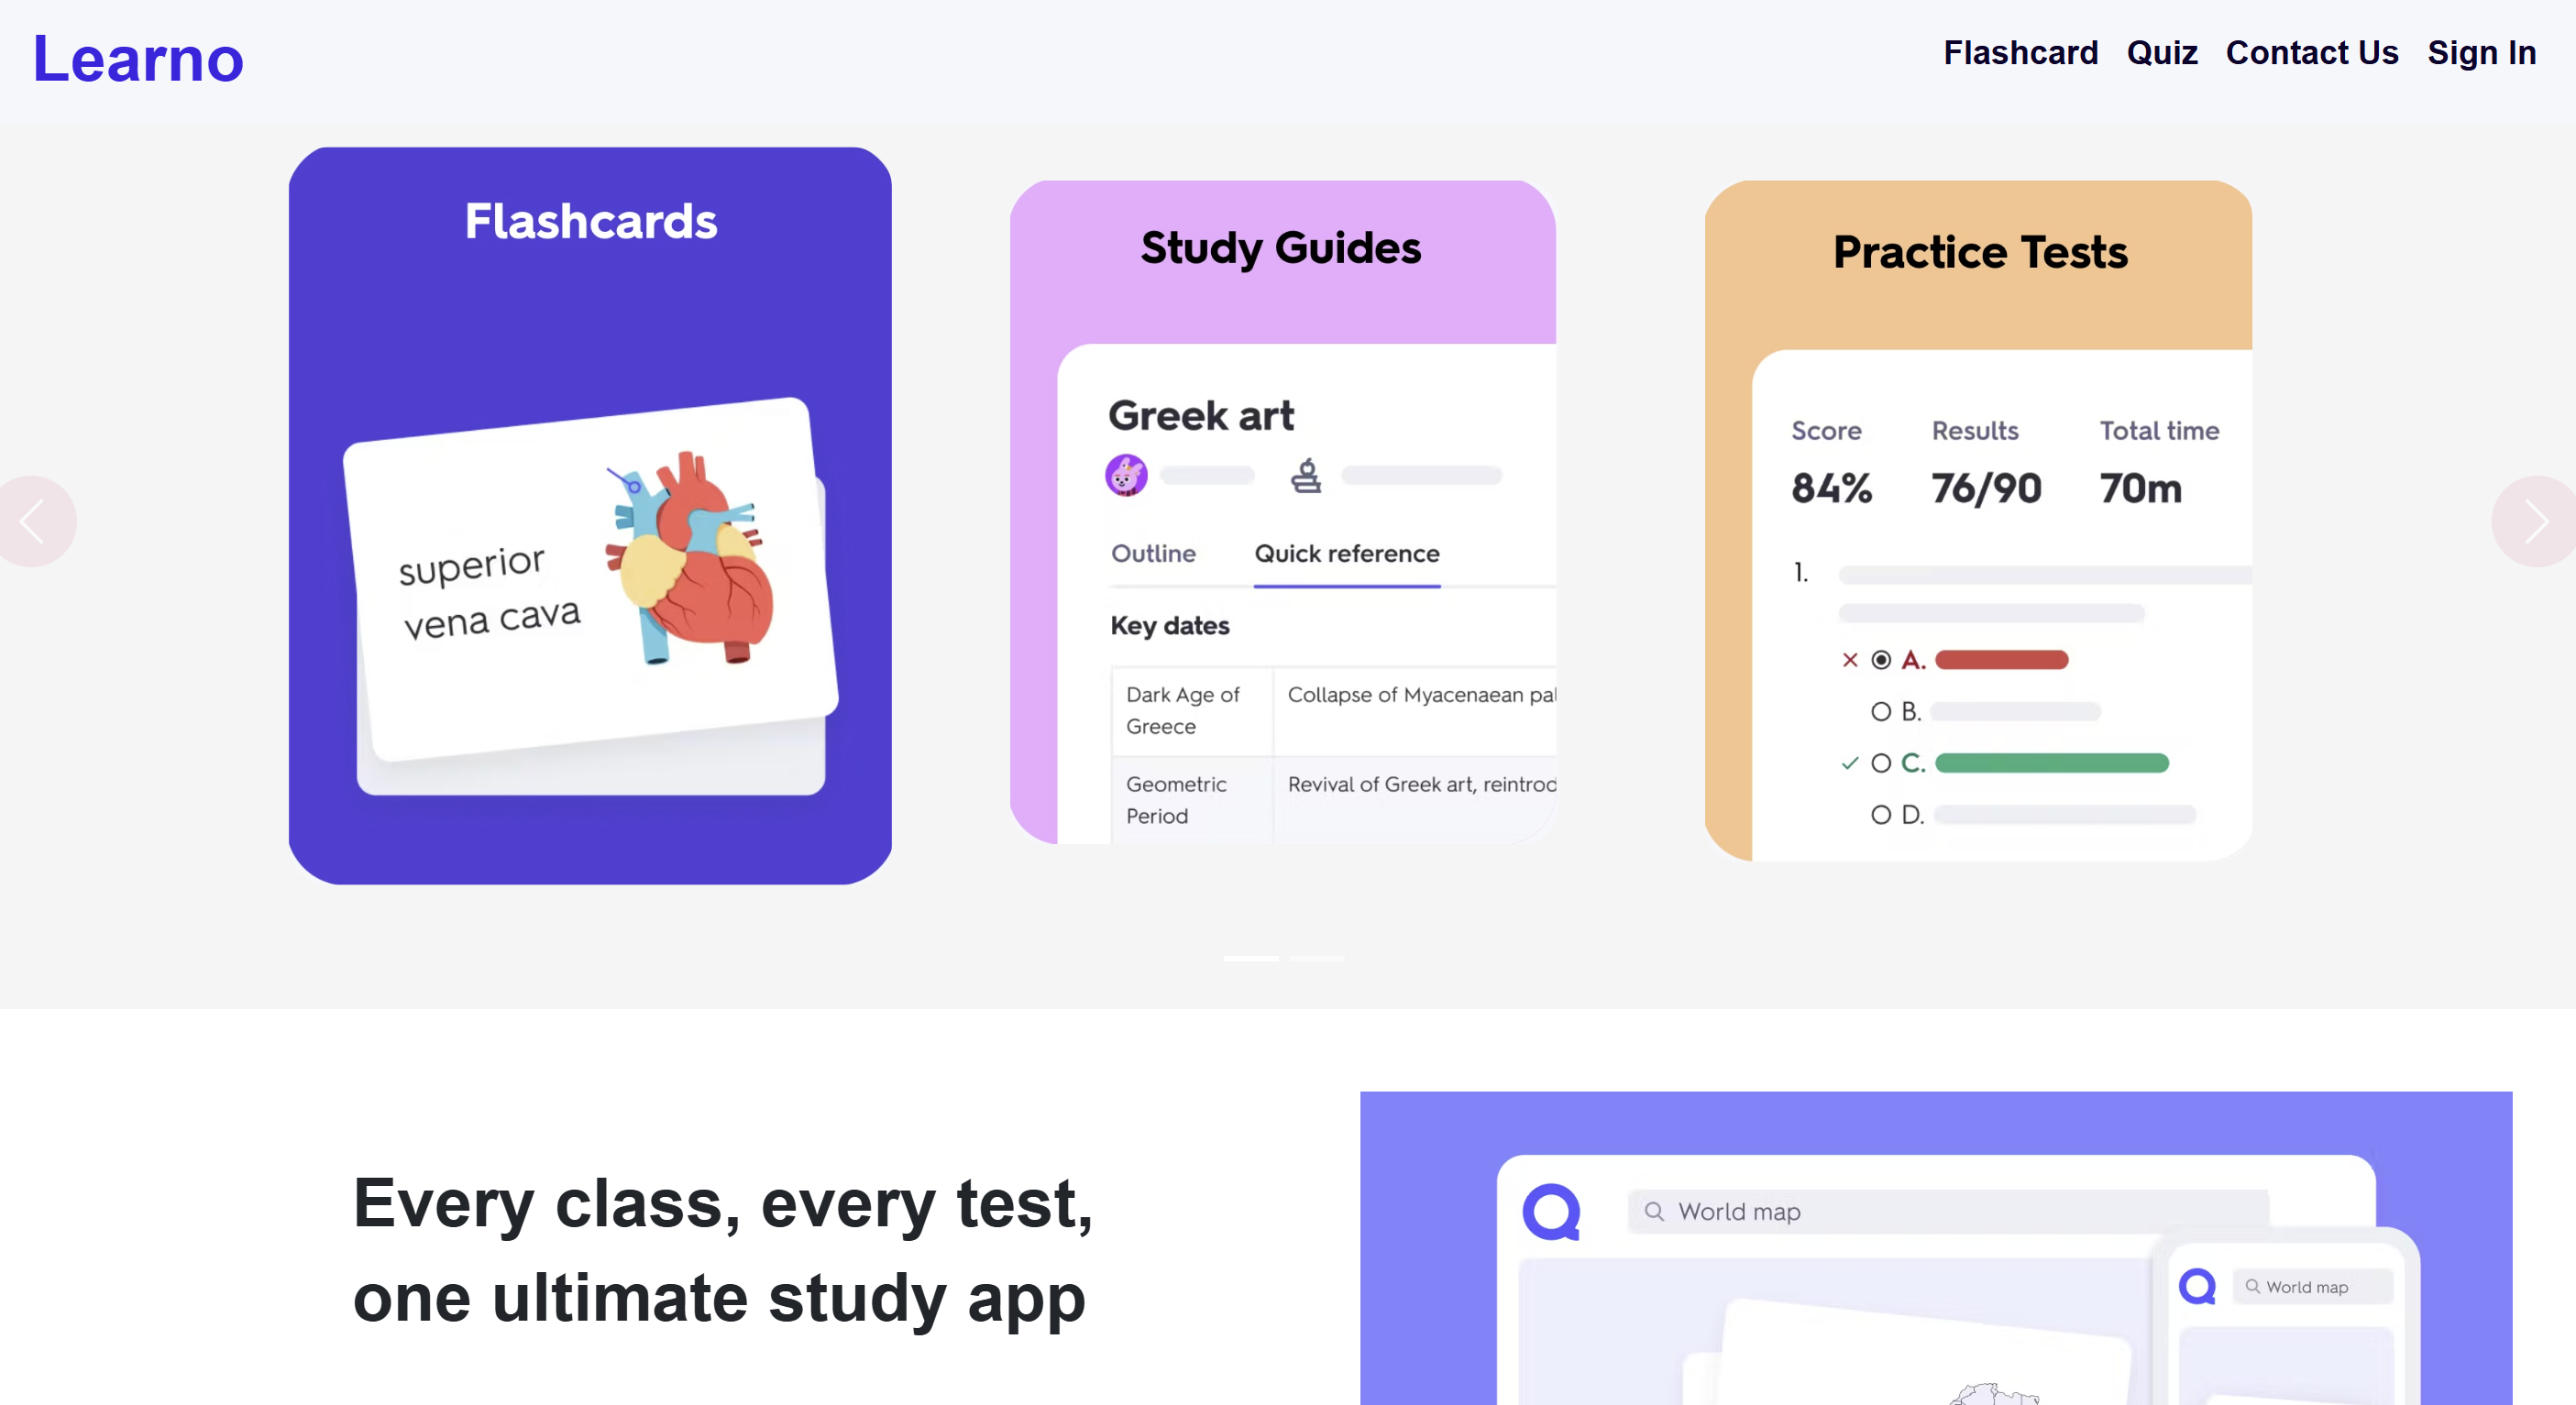 Learno
Flashcard Quiz Contact Us Sign In
Flashcards
superior
vena cava
Study Guides
Greek art
Outline Quick reference
Key dates
Dark Age of
Greece
Collapse of Myacenaean pal
Geometric
Period
Revival of Greek art, reintroc
Practice Tests
Score Results Total time
84% 76/90 70m
1.
A.
B.
C.
D.
Every class, every test,
one ultimate study app
World map
World map